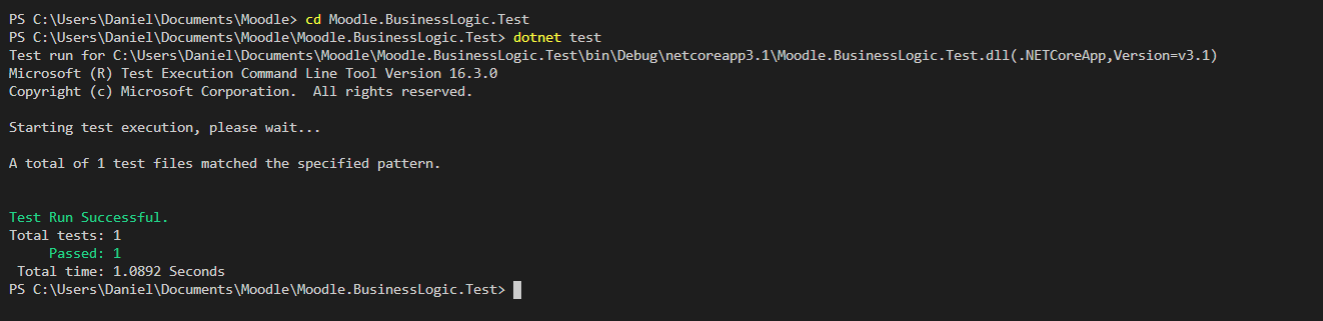 PS C:\Users\Daniel\Documents\Moodle> cd Moodle.BusinessLogic.Test
PS C:\Users\Daniel\Documents\Moodle\Moodle.BusinessLogic.Test> dotnet test
Test run for C:\Users\Daniel\Documents\Moodle\Moodle.BusinessLogic.Test\bin\Debug\netcoreapp3.1\Moodle.BusinessLogic.Test.dll(.NETCoreApp,Version=v3.1)
Microsoft (R) Test Execution Command Line Tool Version 16.3.0
Copyright (c) Microsoft Corporation.  All rights reserved.
Starting test execution, please wait...
A total of 1 test files matched the specified pattern.
Test Run Successful.
Total tests: 1
     Passed: 1
 Total time: 1.0892 Seconds
PS C:\Users\Daniel\Documents\Moodle\Moodle.BusinessLogic.Test>